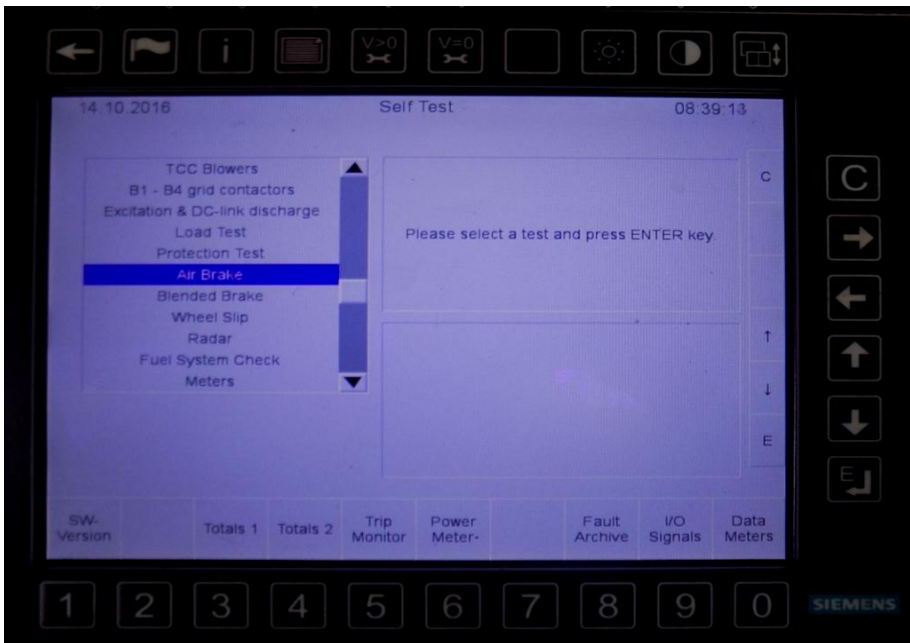 i
V>0
V=0
14.10.2016
Self Test
08:39:13
TCC Blowers
B1 - B4 grid contactors
Excitation & DC-link discharge
Load Test
Protection Test
Air Brake
Blended Brake
Wheel Slip
Radar
Fuel System Check
Meters
Please select a test and press ENTER key.
C
↑
↓
E
C
E
SW-
Version
Totals 1
Totals 2
Trip
Monitor
Power
Meter-
Fault
Archive
I/O
Signals
Data
Meters
1 2 3 4 5 6 7 8 9 0
SIEMENS